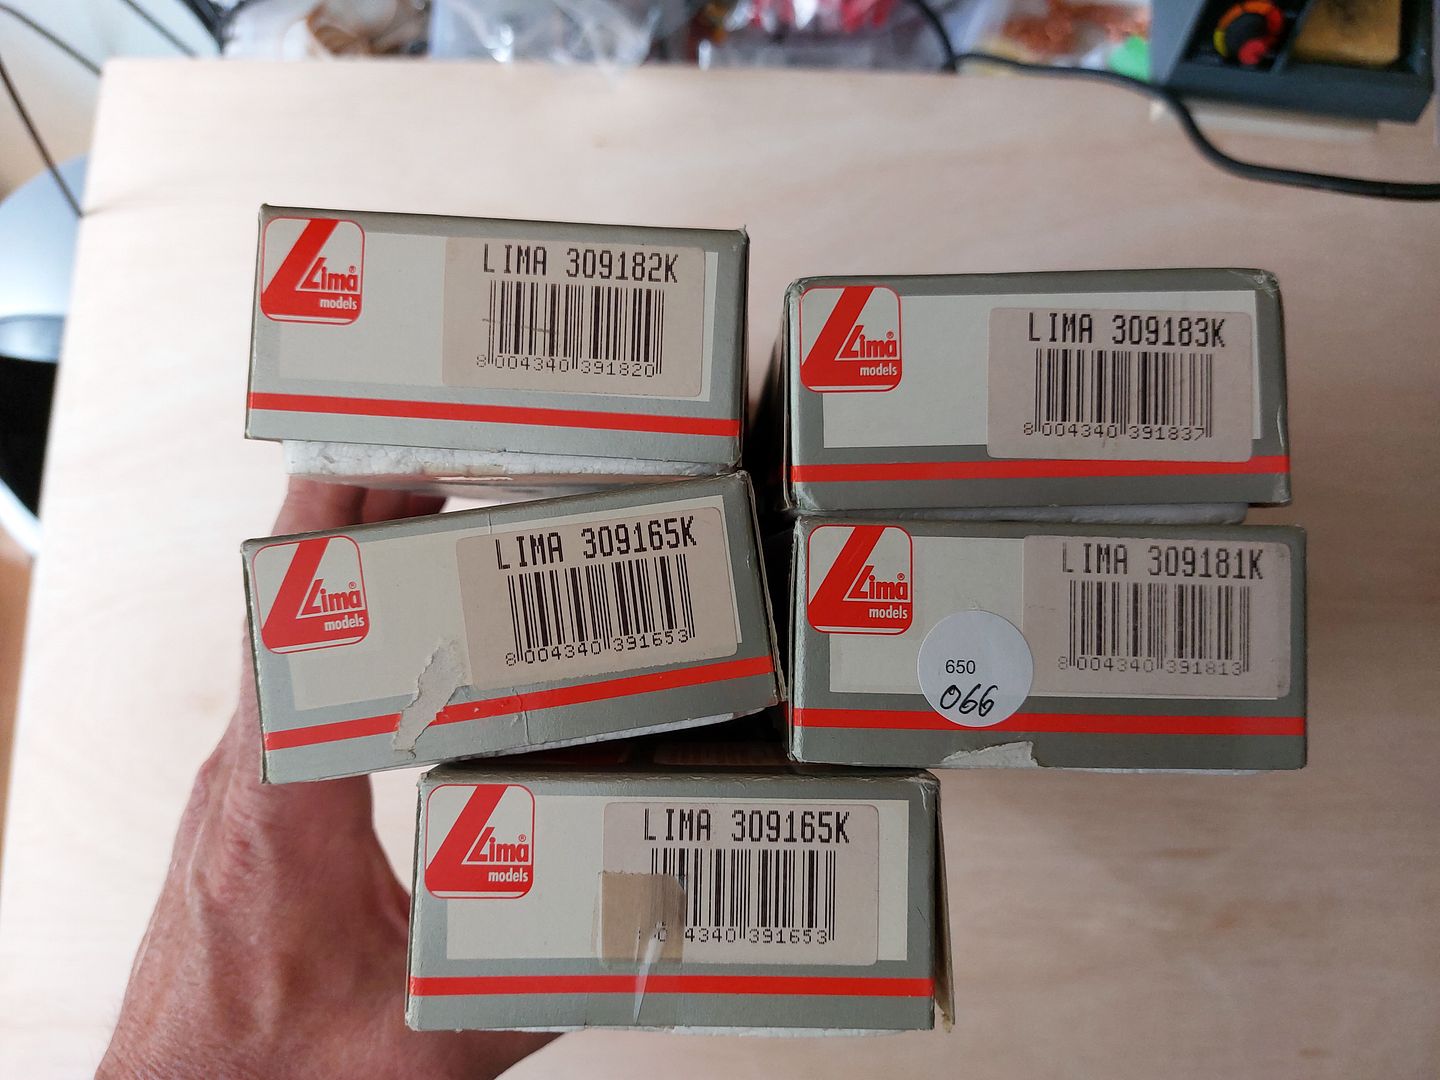 Lima®
models
LIMA 309182K
8 004340 391820
Lima®
models
LIMA 309183K
8 004340 391837
Lima®
models
LIMA 309165K
8 004340 391653
Lima®
models
LIMA 309181K
8 004340 391813
650
066
Lima®
models
LIMA 309165K
4340 391653